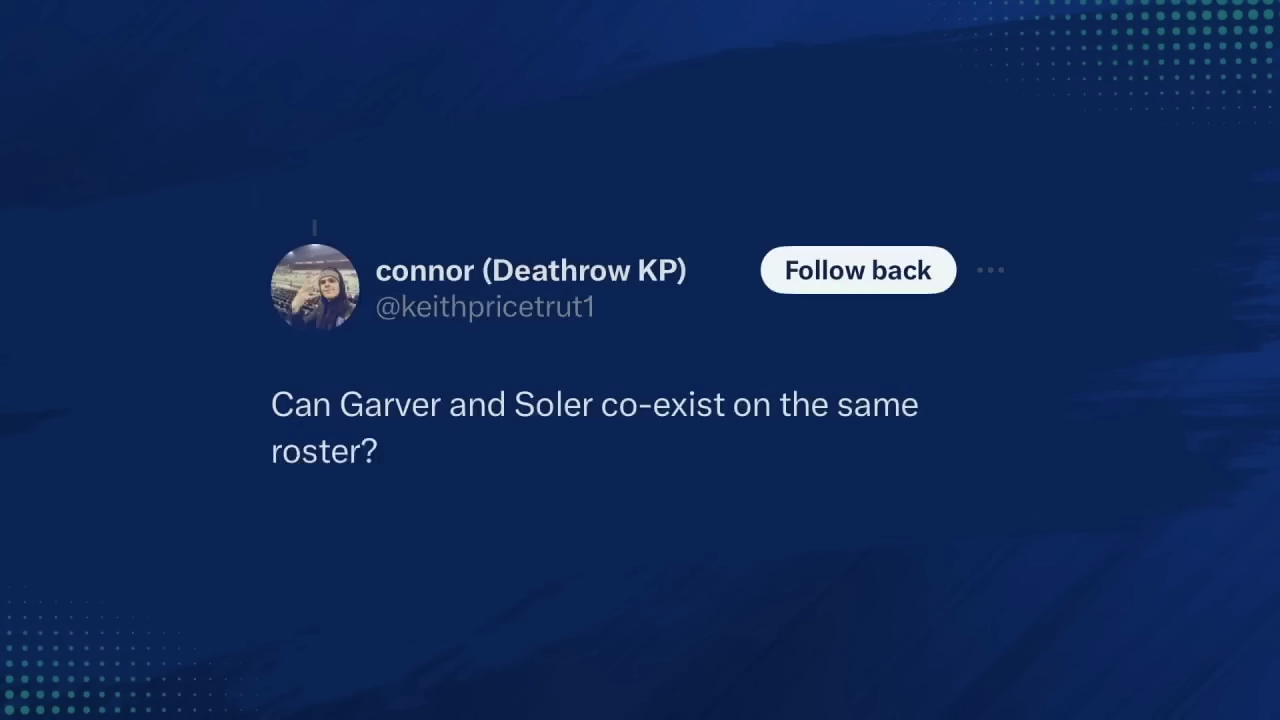 connor (Deathrow KP)
Follow back
@keithpricetrut1
Can Garver and Soler co-exist on the same
roster?